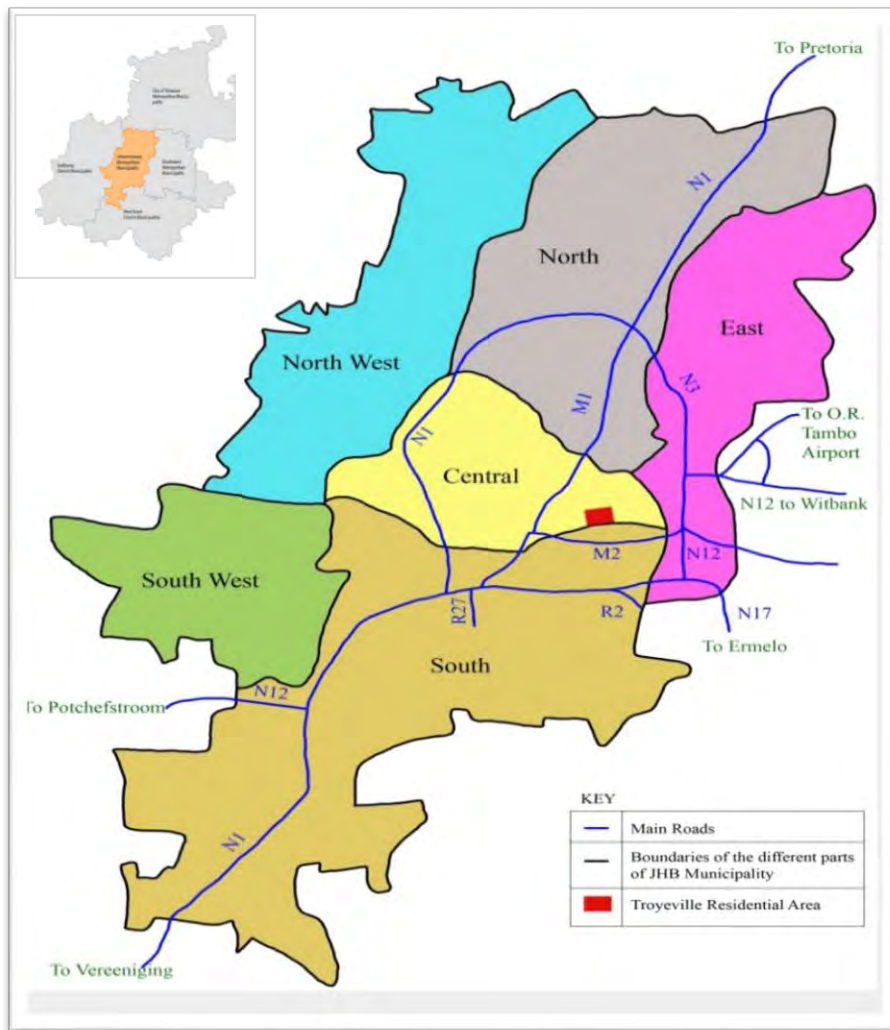 To Pretoria
N1
North
East
North West
N3
M1
N1
To O.R.
Tambo
Airport
Central
N12 to Witbank
M2
N12
South West
R27
R2
N17
To Ermelo
South
N12
To Potchefstroom
N1
To Vereeniging
KEY
Main Roads
Boundaries of the different parts
of JHB Municipality
Troyeville Residential Area